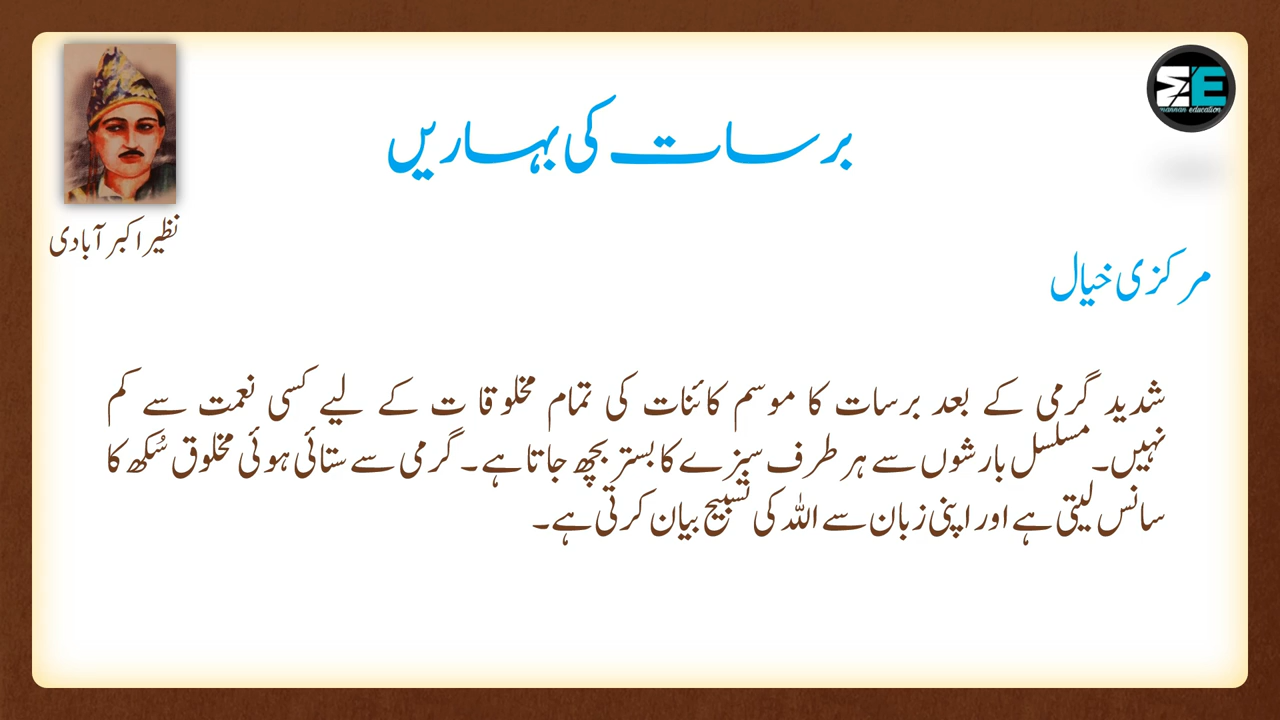 برسات کی بہاریں
نظیر اکبر آبادی
mannan education
مرکزی خیال
شدید گرمی کے بعد برسات کا موسم کائنات کی تمام مخلوقات کے لیے کسی نعمت سے کم
نہیں۔ مسلسل بارشوں سے ہر طرف سبزے کا بستر بچھ جاتا ہے۔ گرمی سے ستائی ہوئی مخلوق سُکھ کا
سانس لیتی ہے اور اپنی زبان سے اللہ کی تسبیح بیان کرتی ہے۔